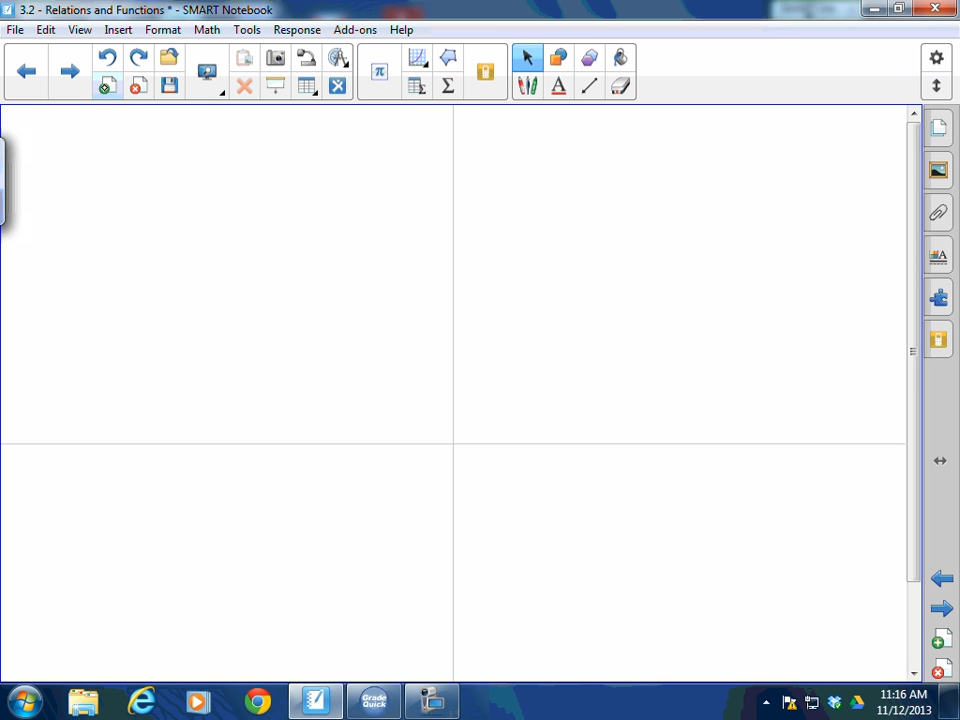 3.2 - Relations and Functions * - SMART Notebook
File Edit View Insert Format Math Tools Response Add-ons Help
π Σ
A
A
Grade
Quick
11:16 AM
11/12/2013